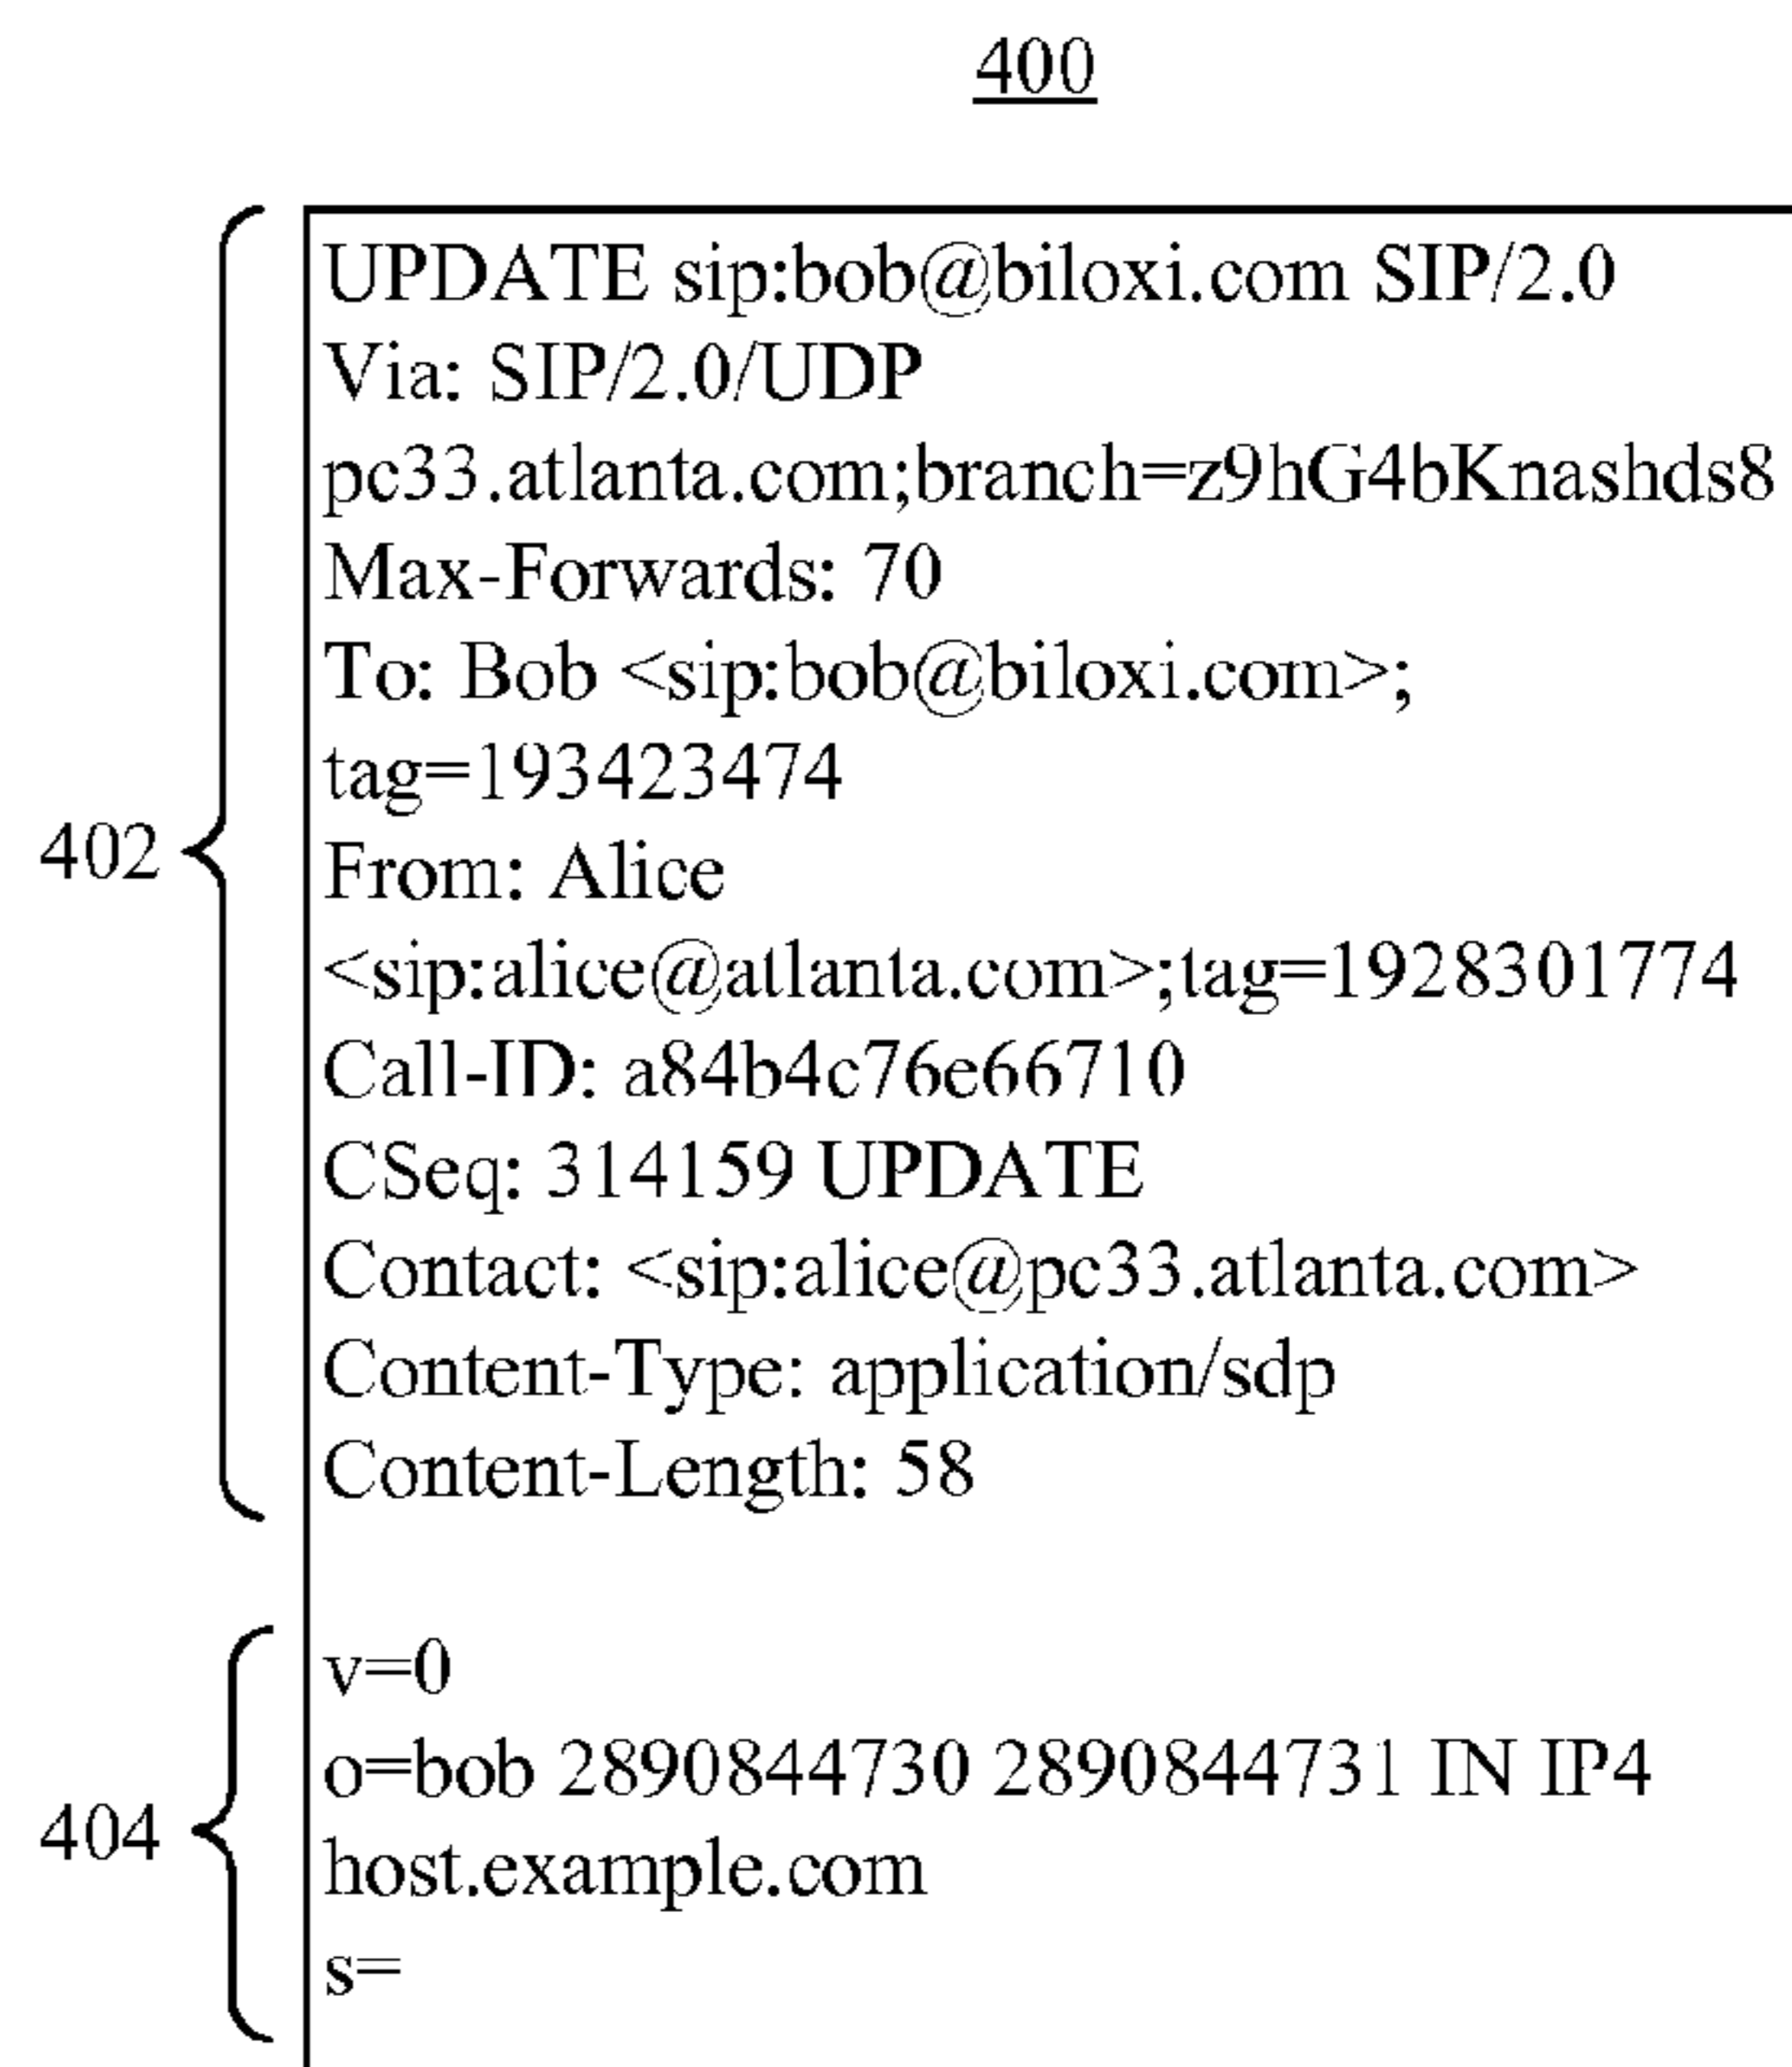 400
UPDATE sip:bob@biloxi.com SIP/2.0
Via: SIP/2.0/UDP
pc33.atlanta.com;branch=z9hG4bKnashds8
Max-Forwards: 70
To: Bob <sip:bob@biloxi.com>;
tag=193423474
From: Alice
<sip:alice@atlanta.com>;tag=1928301774
Call-ID: a84b4c76e66710
CSeq: 314159 UPDATE
Contact: <sip:alice@pc33.atlanta.com>
Content-Type: application/sdp
Content-Length: 58
402
v=0
o=bob 2890844730 2890844731 IN IP4
host.example.com
s=
404